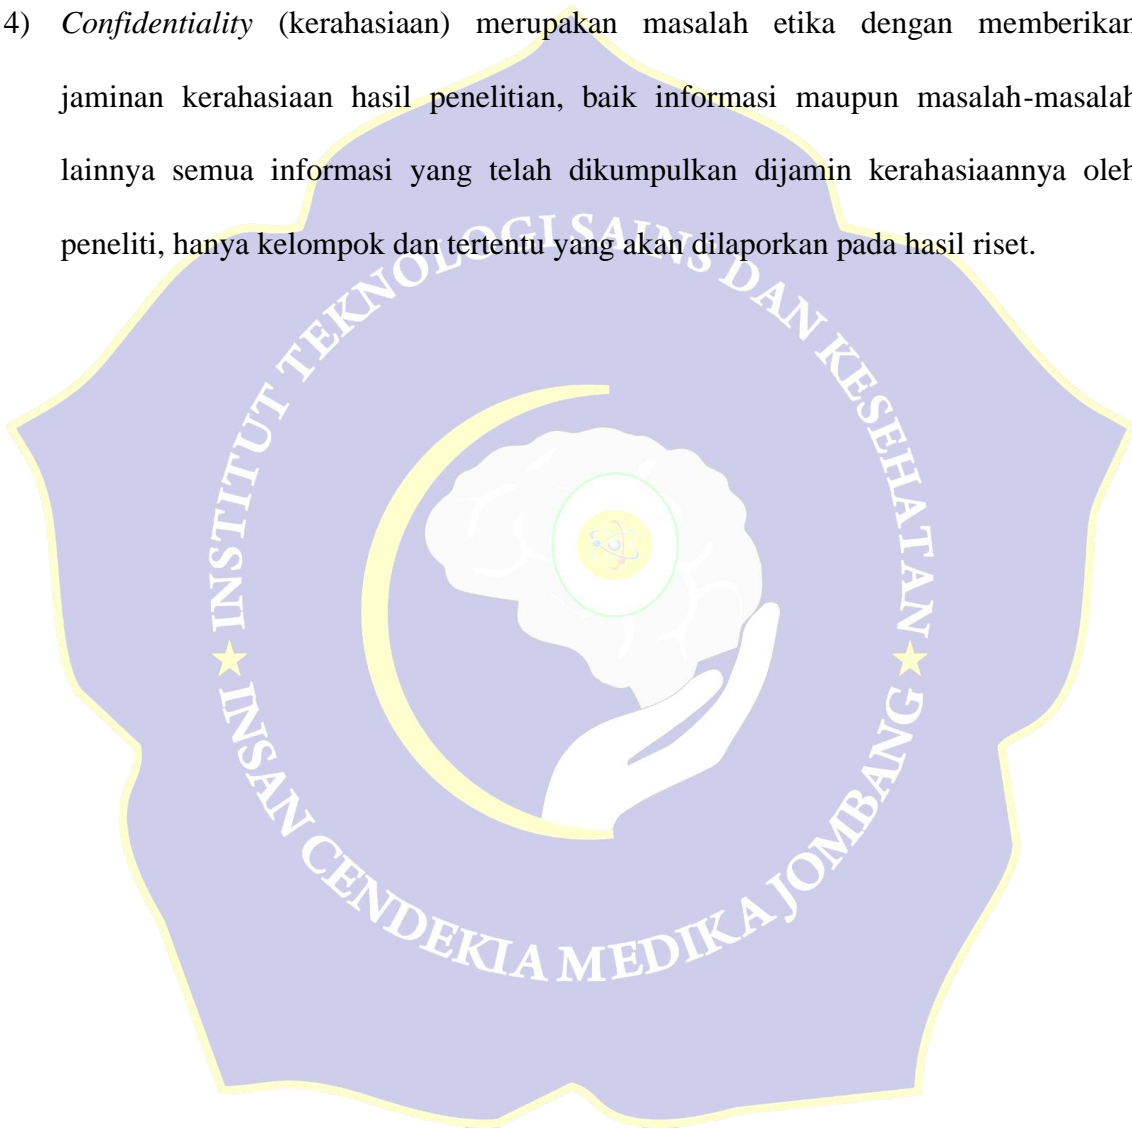 4) Confidentiality (kerahasiaan) merupakan masalah etika dengan memberikan
jaminan kerahasiaan hasil penelitian, baik informasi maupun masalah-masalah
lainnya semua informasi yang telah dikumpulkan dijamin kerahasiaannya oleh
peneliti, hanya kelompok dan tertentu yang akan dilaporkan pada hasil riset.
INSTITUT TEKNOLOGI SAINS DAN KESEHATAN
INSAN CENDEKIA MEDIKA JOMBANG